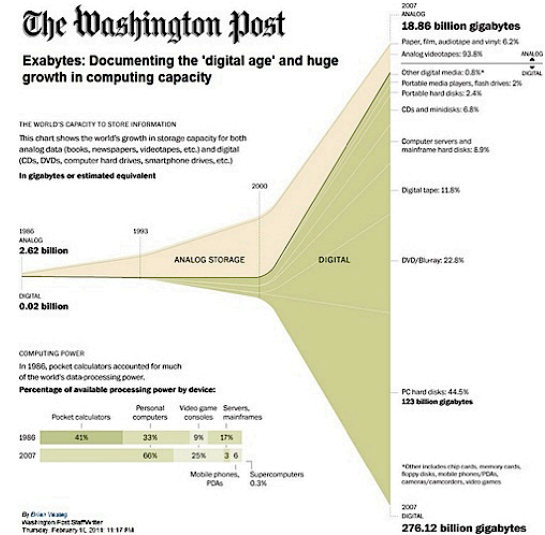 The Washington Post
Exabytes: Documenting the 'digital age' and huge
growth in computing capacity
THE WORLD'S CAPACITY TO STORE INFORMATION
This chart shows the world's growth in storage capacity for both
analog data (books, newspapers, videotapes, etc.) and digital
(CDs, DVDs, computer hard drives, smartphone drives, etc.)
In gigabytes or estimated equivalent
1986
ANALOG
2.62 billion
DIGITAL
0.02 billion
1993
2000
ANALOG STORAGE
DIGITAL
2007
ANALOG
18.86 billion gigabytes
Paper, film, audiotape and vinyl: 6.2%
Analog videotapes: 93.8%
ANALOG
DIGITAL
Other digital media: 0.8%*
Portable media players, flash drives: 2%
Portable hard disks: 2.4%
CDs and minidisks: 6.8%
Computer servers and
mainframe hard disks: 8.9%
Digital tape: 11.8%
DVD/Blu-ray: 22.8%
PC hard disks: 44.5%
123 billion gigabytes
*Other includes chip cards, memory cards,
floppy disks, mobile phones/PDAs,
cameras/camcorders, video games
2007
DIGITAL
276.12 billion gigabytes
COMPUTING POWER
In 1986, pocket calculators accounted for much
of the world's data-processing power.
Percentage of available processing power by device:
Pocket calculators
Personal
computers
Video game
consoles
Servers,
mainframes
1986 41% 33% 9% 17%
2007 66% 25% 3 6
Mobile phones,
PDAs
Supercomputers
0.3%
By Brian
Washington Post Staff Writer
Thursday, February